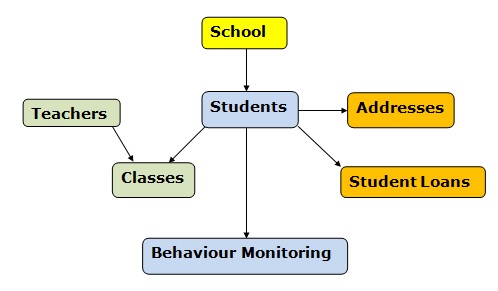 School
Students
Addresses
Teachers
Classes
Student Loans
Behaviour Monitoring